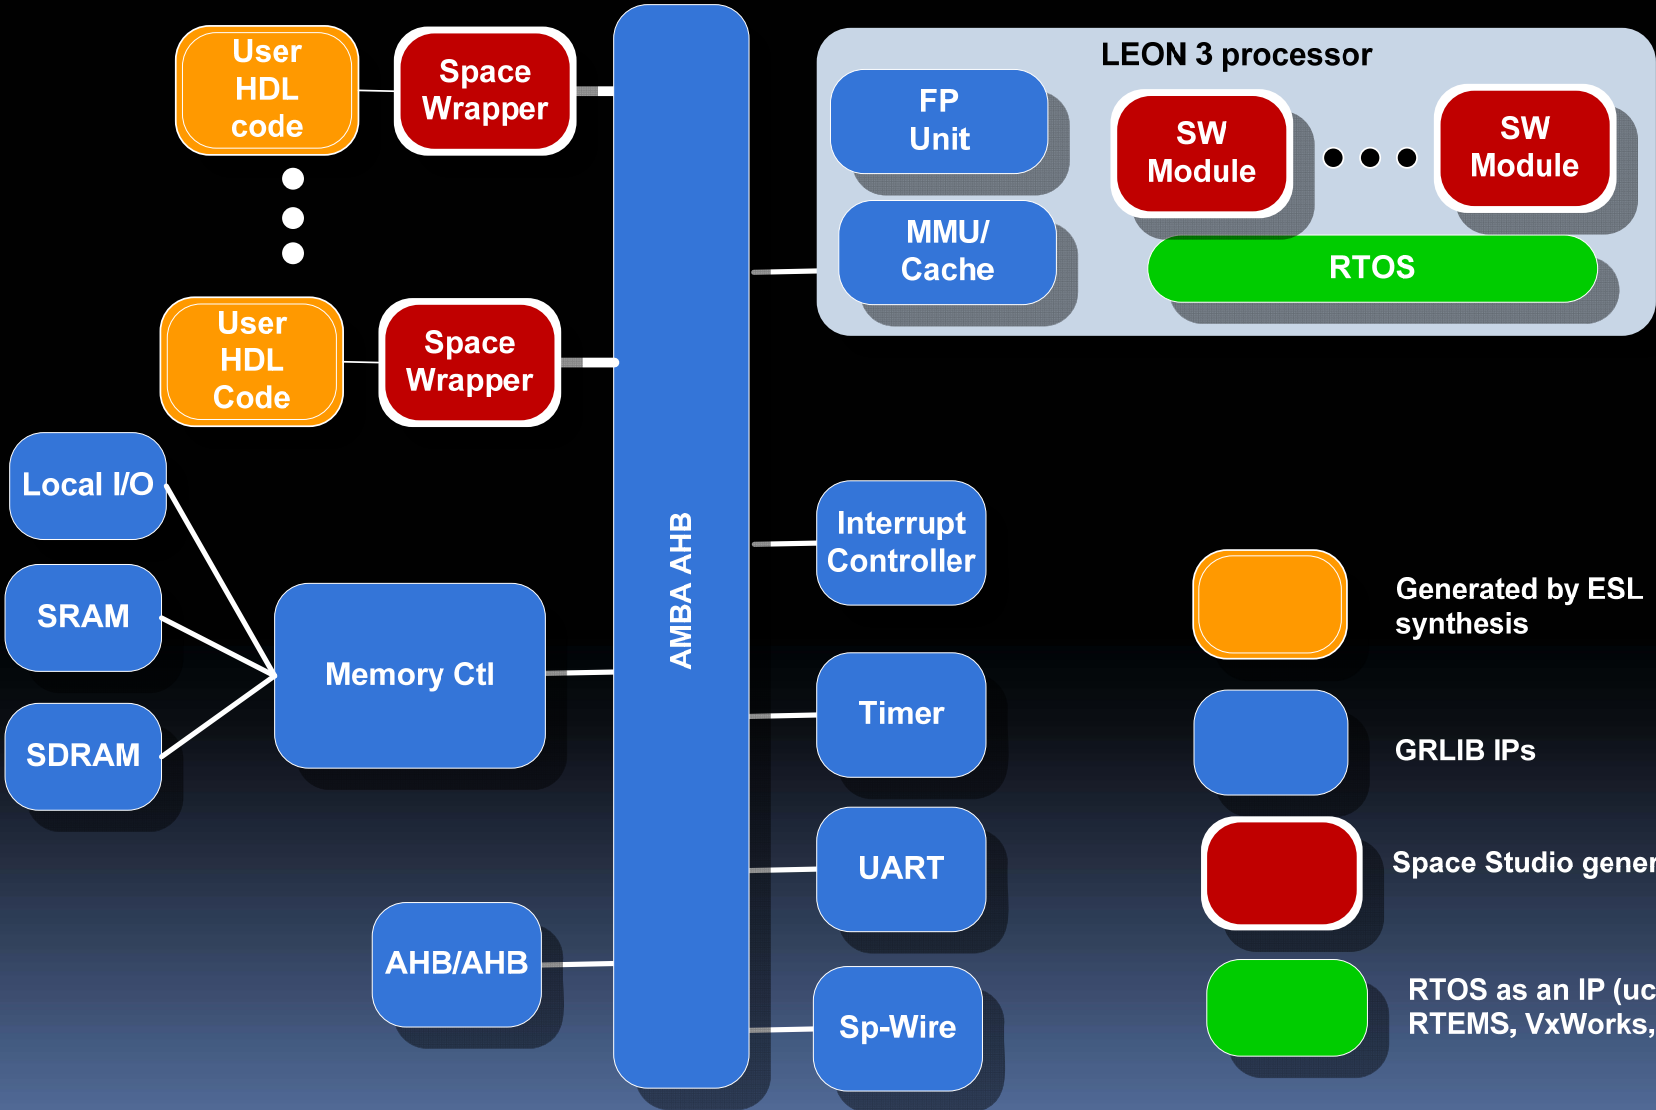 User
HDL
code
Space
Wrapper
User
HDL
Code
Space
Wrapper
Local I/O
SRAM
SDRAM
Memory Ctl
AHB/AHB
AMBA AHB
LEON 3 processor
FP
Unit
MMU/
Cache
SW
Module
SW
Module
RTOS
Interrupt
Controller
Timer
UART
Sp-Wire
Generated by ESL
synthesis
GRLIB IPs
Space Studio gener
RTOS as an IP (uc
RTEMS, VxWorks,